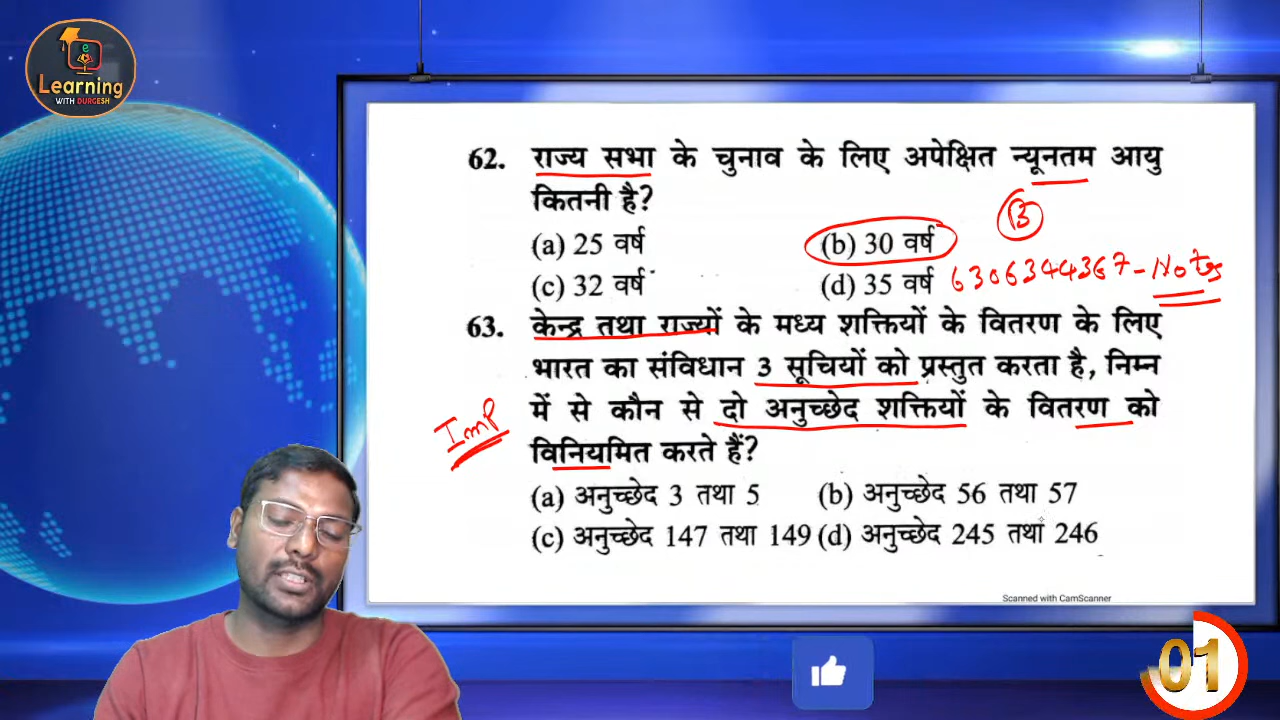 e
Learning
WITH DURGESH
62. राज्य सभा के चुनाव के लिए अपेक्षित न्यूनतम आयु
कितनी है?
B
(a) 25 वर्ष (b) 30 वर्ष
(c) 32 वर्ष (d) 35 वर्ष 6306344367-Notes
63. केन्द्र तथा राज्यों के मध्य शक्तियों के वितरण के लिए
भारत का संविधान 3 सूचियों को प्रस्तुत करता है, निम्न
में से कौन से दो अनुच्छेद शक्तियों के वितरण को
Imp
विनियमित करते हैं?
(a) अनुच्छेद 3 तथा 5 (b) अनुच्छेद 56 तथा 57
(c) अनुच्छेद 147 तथा 149 (d) अनुच्छेद 245 तथा 246
Scanned with CamScanner
01